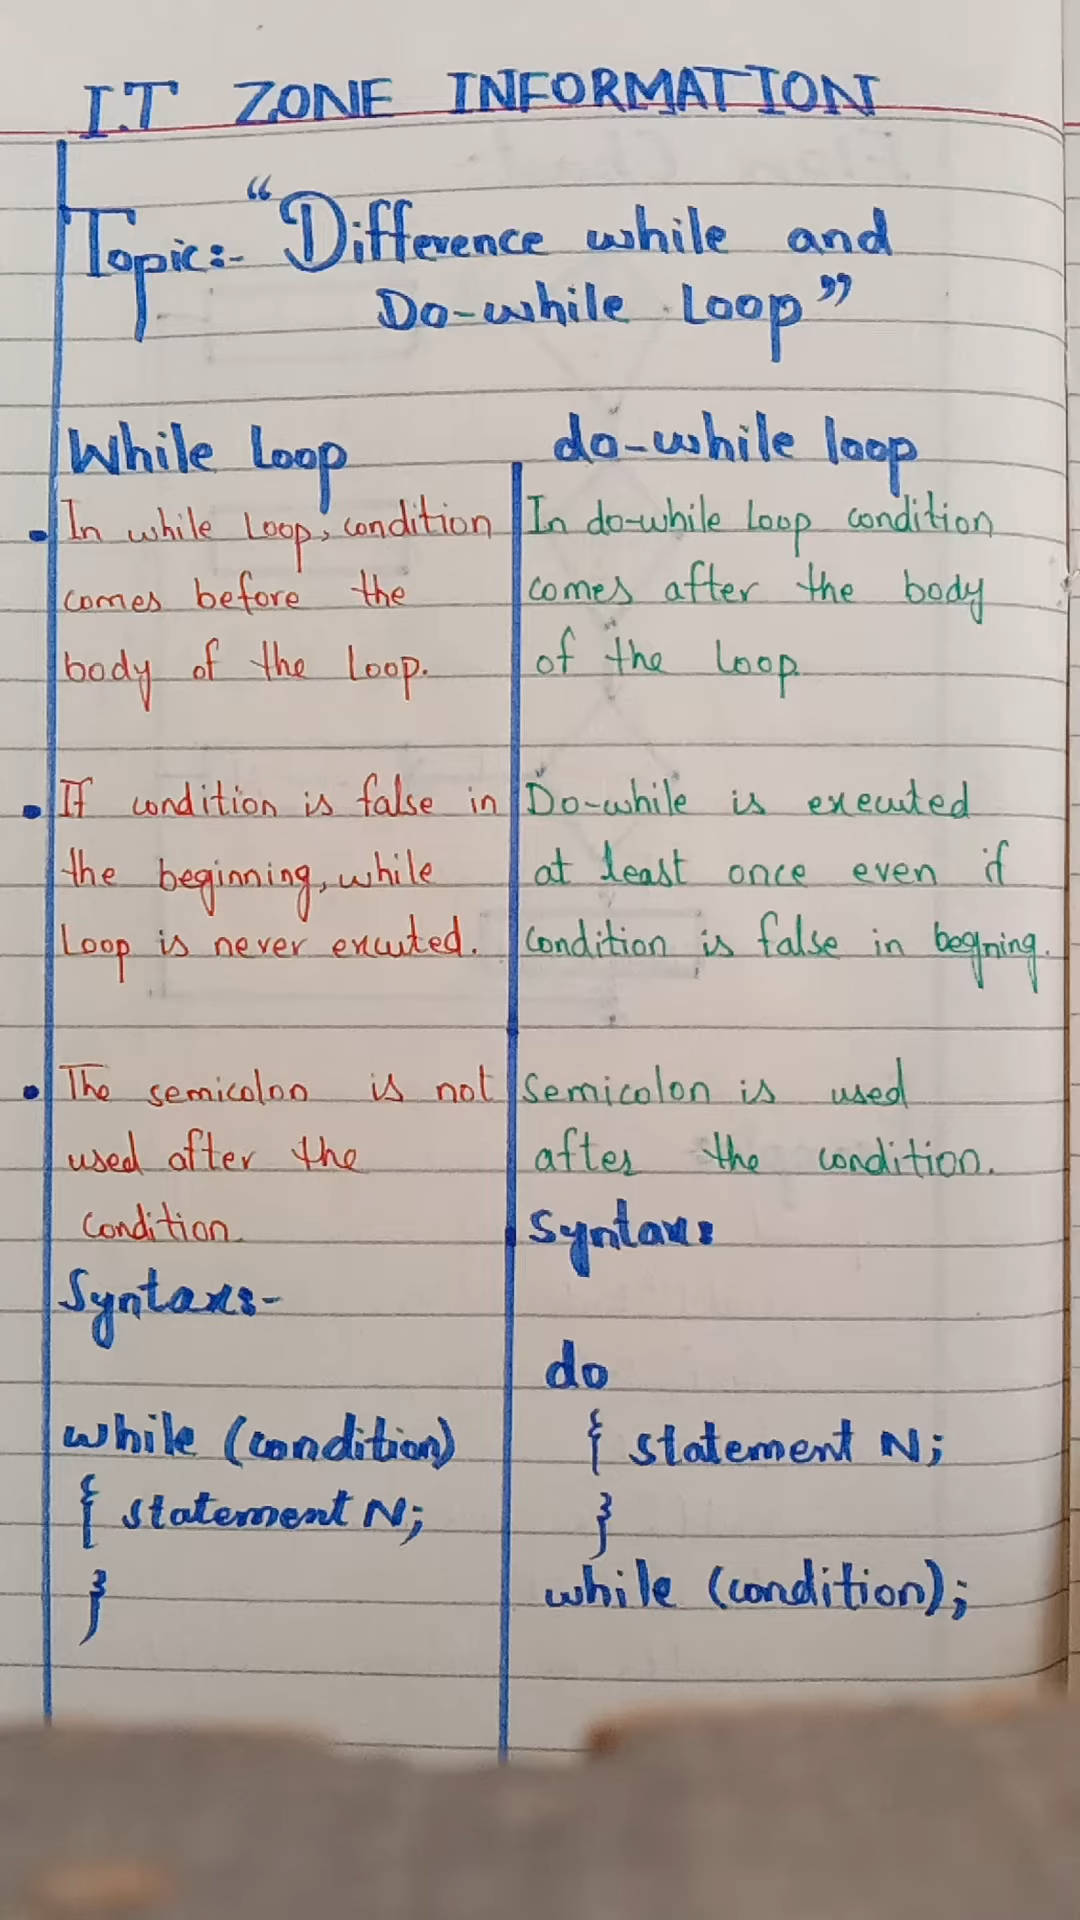 I.T ZONE INFORMATION
Topic:- "Difference while and
Do-while Loop"
While Loop
In while Loop, condition
comes before the
body of the Loop.
If condition is false in
the beginning, while
Loop is never executed.
The semicolon is not
used after the
condition.
Syntax:-
while (condition)
{ statement N;
}
do-while loop
In do-while Loop condition
comes after the body
of the Loop.
Do-while is executed
at least once even if
condition is false in begning.
Semicolon is used
after the condition.
Syntax:
do
{ statement N;
}
while (condition);